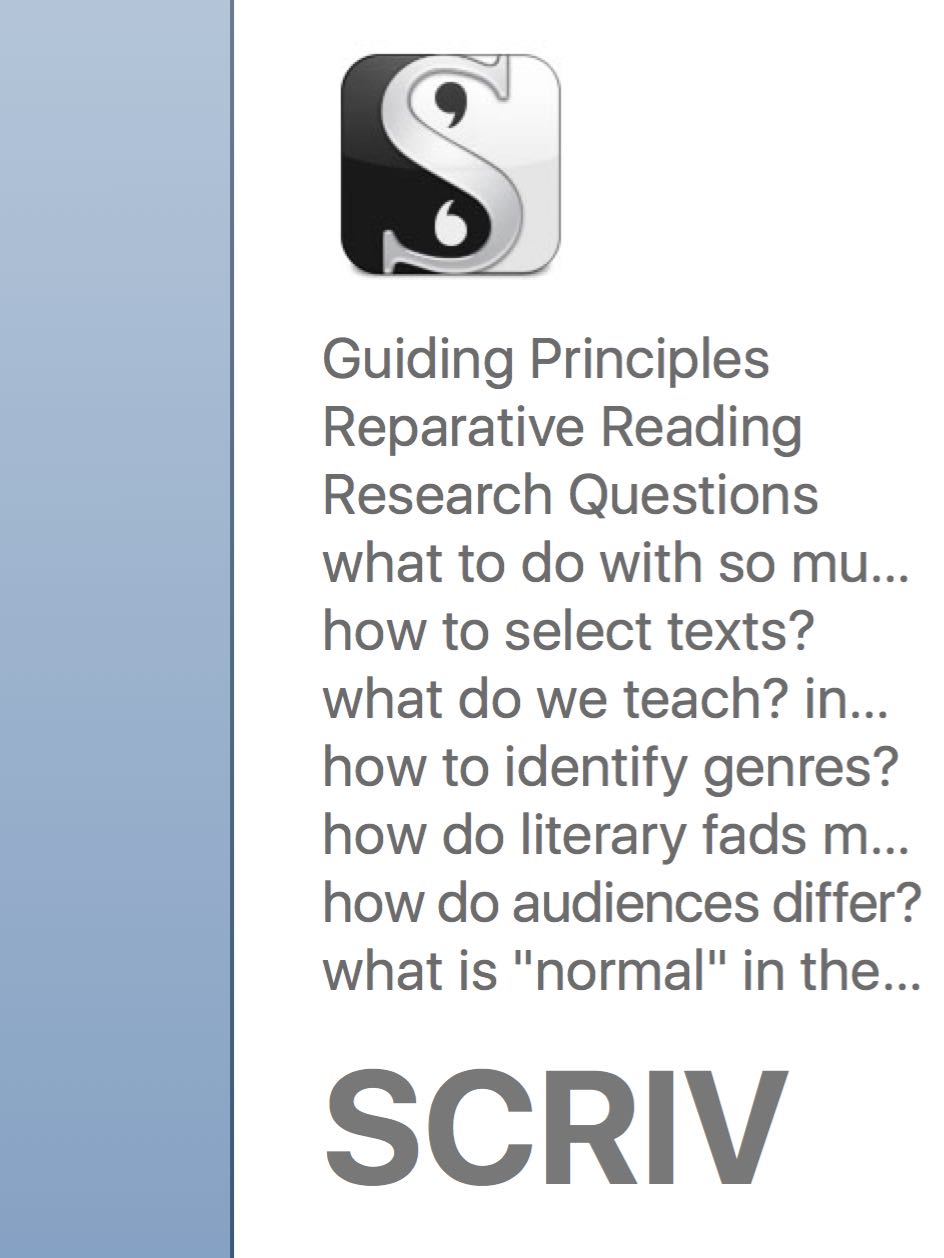 Guiding Principles
Reparative Reading
Research Questions
what to do with so mu...
how to select texts?
what do we teach? in...
how to identify genres?
how do literary fads m...
how do audiences differ?
what is "normal" in the...
SCRIV